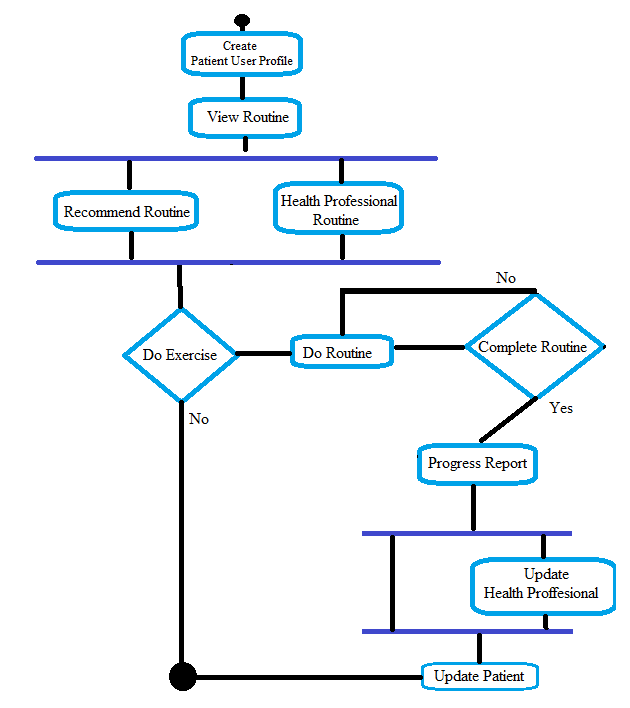 Create
Patient User Profile
View Routine
Recommend Routine
Health Professional
Routine
No
Do Exercise
Do Routine
Complete Routine
No
Yes
Progress Report
Update
Health Proffesional
Update Patient